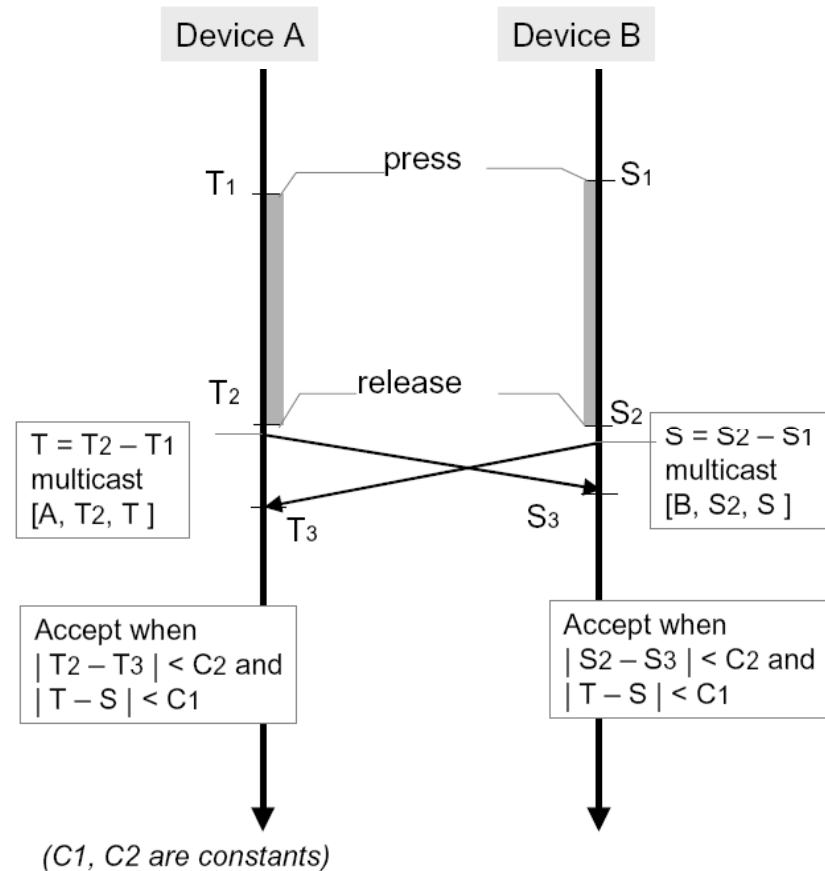 Device A
Device B
press
T1
S1
T2
release
S2
T = T2 – T1
multicast
[A, T2, T ]
S = S2 – S1
multicast
[B, S2, S ]
T3
S3
Accept when
| T2 – T3 | < C2 and
| T – S | < C1
Accept when
| S2 – S3 | < C2 and
| T – S | < C1
(C1, C2 are constants)